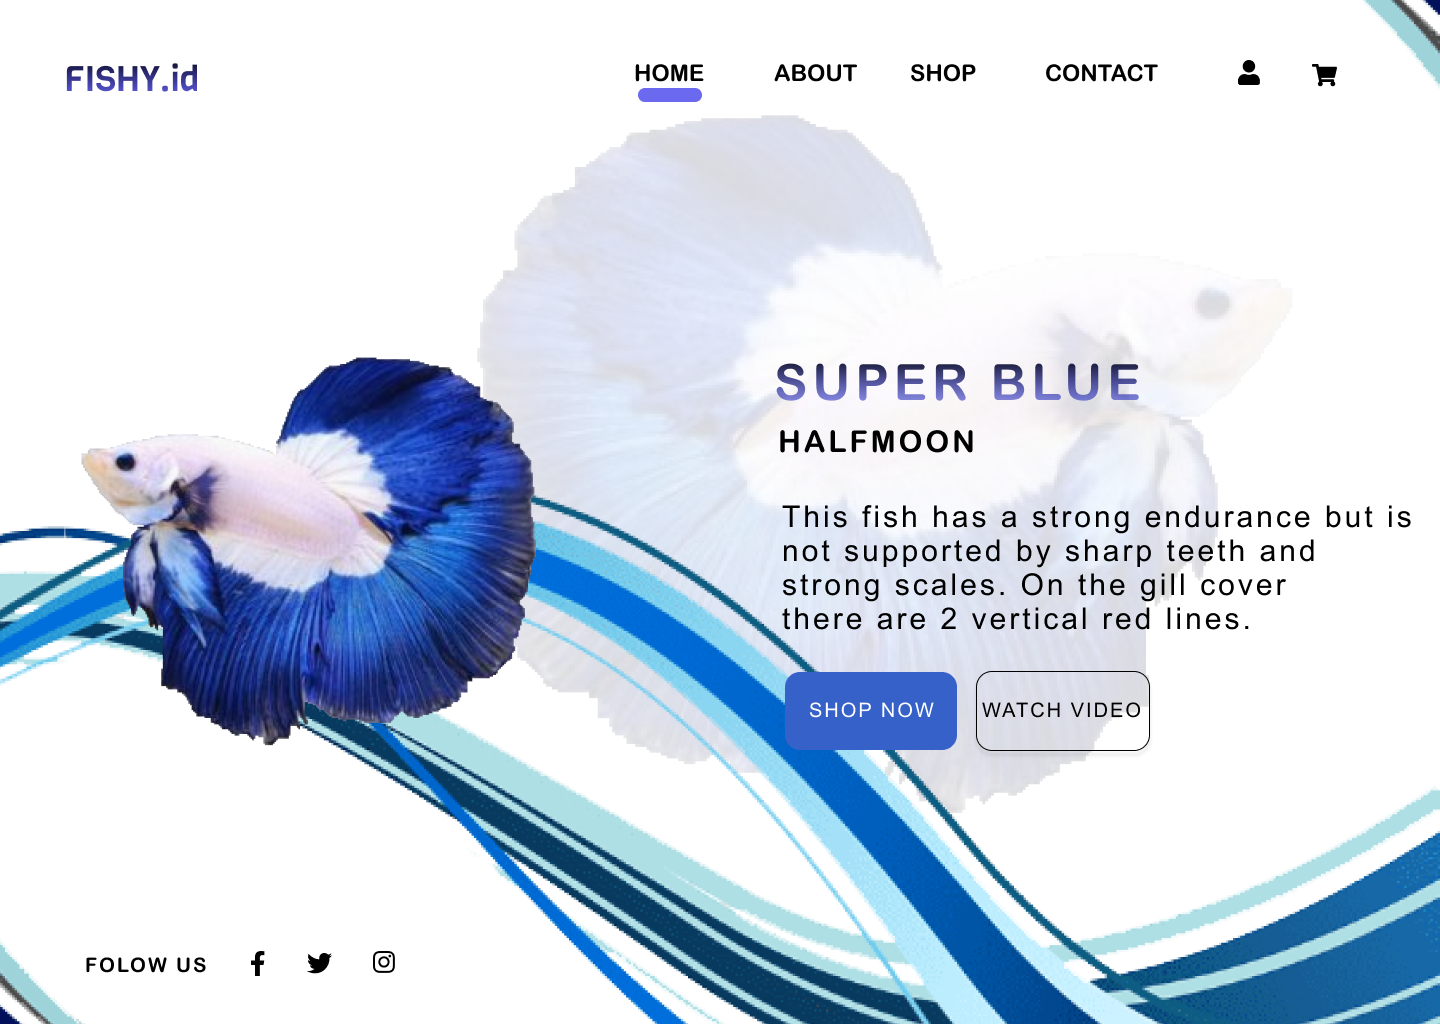 FISHY.id
HOME ABOUT SHOP CONTACT
SUPER BLUE
HALFMOON
This fish has a strong endurance but is
not supported by sharp teeth and
strong scales. On the gill cover
there are 2 vertical red lines.
SHOP NOW WATCH VIDEO
FOLOW US